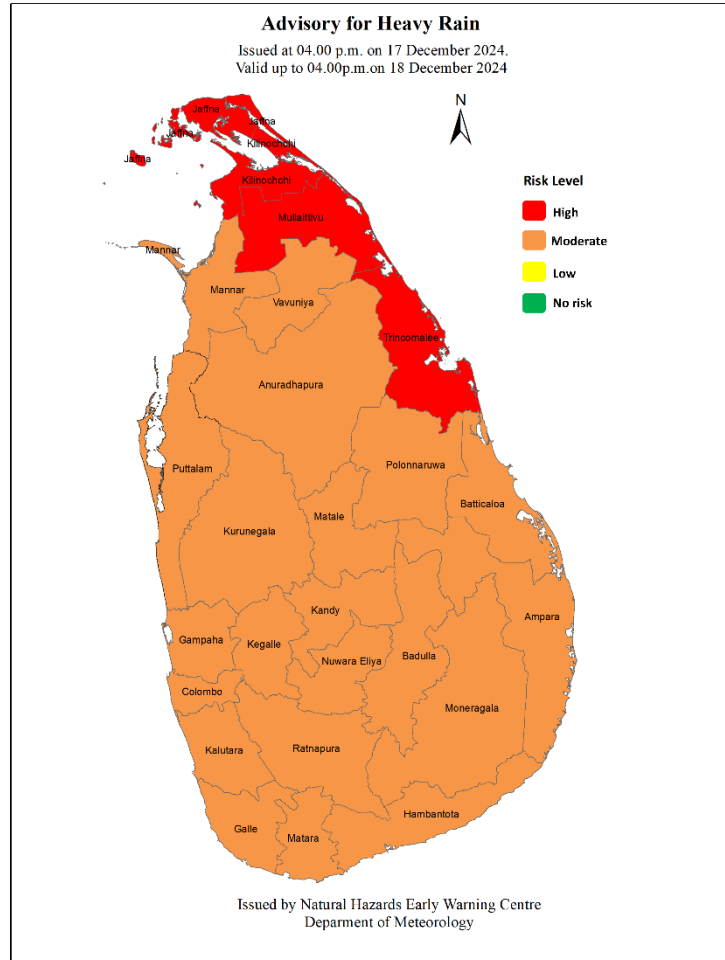 Advisory for Heavy Rain
Issued at 04.00 p.m. on 17 December 2024.
Valid up to 04.00p.m.on 18 December 2024
N
Jaffna
Jaffna
Jaffna
Jaffna
Kilinochchi
Kilinochchi
Mullaittivu
Mannar
Mannar
Vavuniya
Trincomalee
Anuradhapura
Puttalam
Polonnaruwa
Batticaloa
Kurunegala
Matale
Kandy
Ampara
Gampaha
Kegalle
Nuwara Eliya
Badulla
Colombo
Moneragala
Kalutara
Ratnapura
Hambantota
Galle
Matara
Risk Level
High
Moderate
Low
No risk
Issued by Natural Hazards Early Warning Centre
Deparment of Meteorology